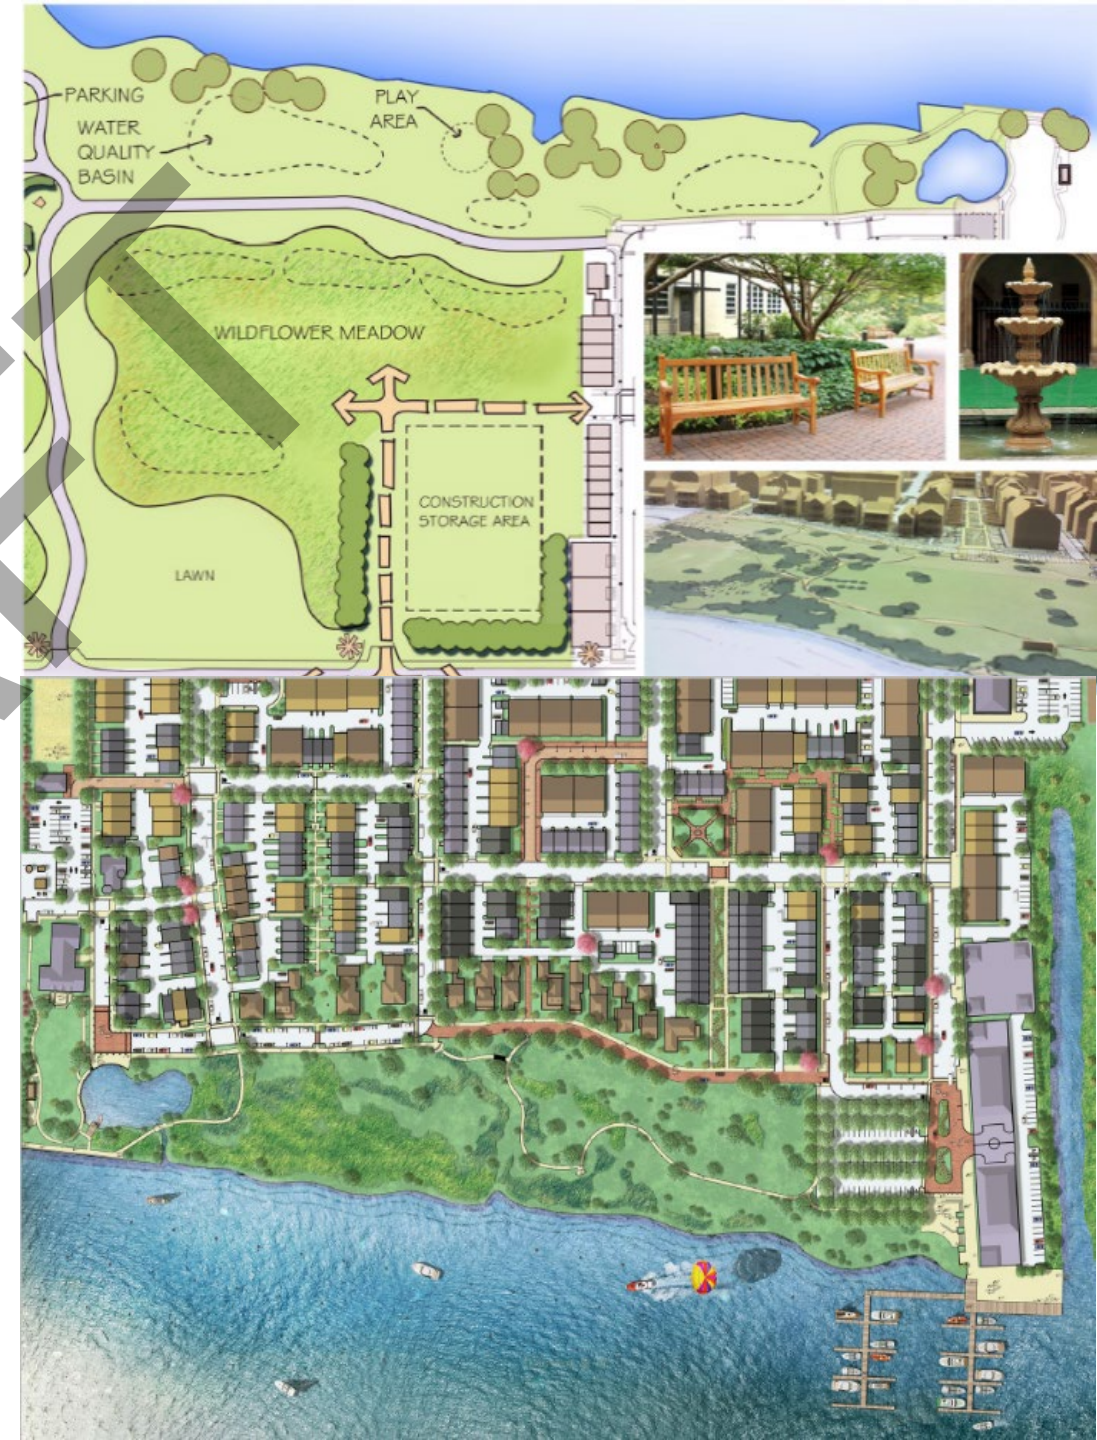 PARKING
PLAY
AREA
WATER
QUALITY
BASIN
WILDFLOWER MEADOW
CONSTRUCTION
STORAGE AREA
LAWN